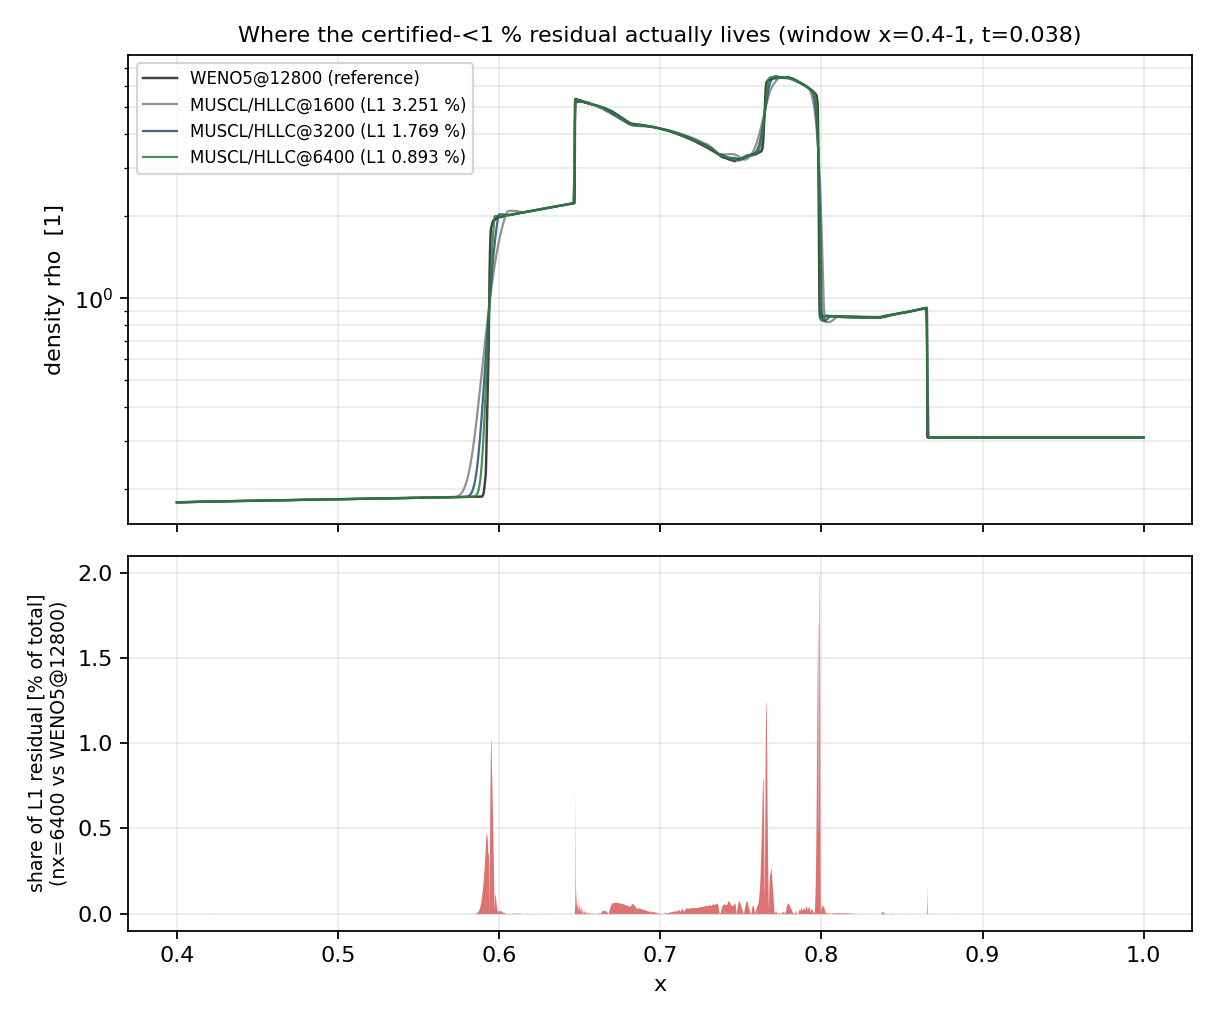 Where the certified-<1 % residual actually lives (window x=0.4-1, t=0.038)
WENO5@12800 (reference)
MUSCL/HLLC@1600 (L1 3.251 %)
MUSCL/HLLC@3200 (L1 1.769 %)
MUSCL/HLLC@6400 (L1 0.893 %)
density rho [1]
10⁰
share of L1 residual [% of total]
(nx=6400 vs WENO5@12800)
2.0
1.5
1.0
0.5
0.0
0.4 0.5 0.6 0.7 0.8 0.9 1.0
x